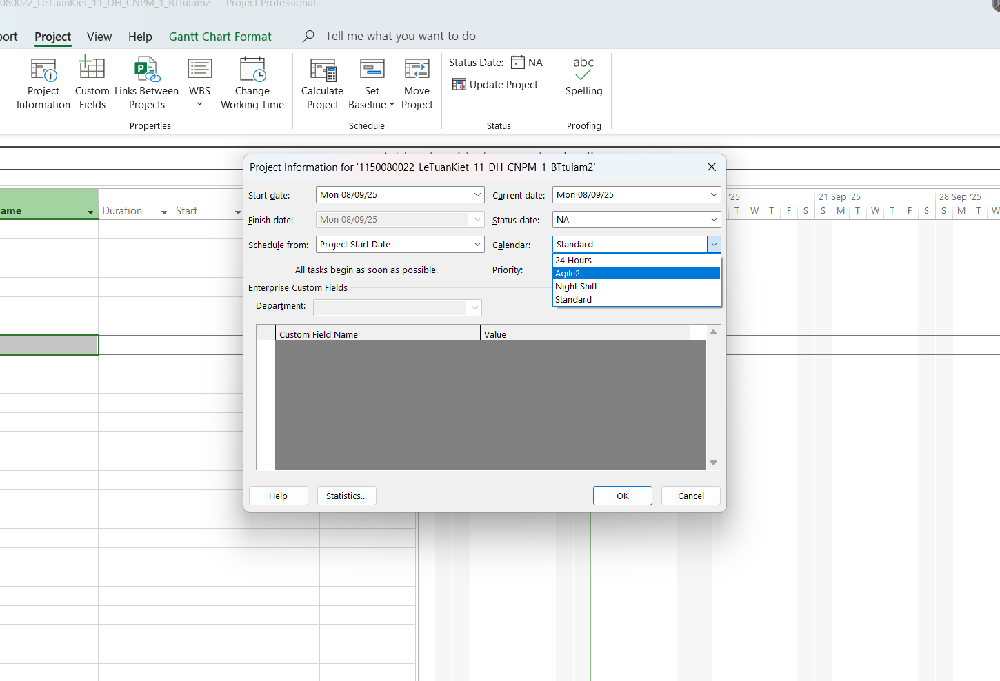 080022_LeTuanKiet_11_DH_CNPM_1_BTtulam2 - Project Professional
ort Project View Help Gantt Chart Format Tell me what you want to do
Project Information
Custom Fields
Links Between Projects
WBS
Change Working Time
Properties
Calculate Project
Set Baseline
Move Project
Schedule
Status Date: NA
Update Project
Status
abc
Spelling
Proofing
Project Information for '1150080022_LeTuanKiet_11_DH_CNPM_1_BTtulam2'
Start date: Mon 08/09/25 Current date: Mon 08/09/25
Finish date: Mon 08/09/25 Status date: NA
Schedule from: Project Start Date Calendar: Standard
24 Hours
Agile2
Night Shift
Standard
All tasks begin as soon as possible. Priority:
Enterprise Custom Fields
Department:
Custom Field Name Value
Help Statistics... OK Cancel
ame Duration Start
'25 21 Sep '25 28 Sep '25
T W T F S S M T W T F S S M T W